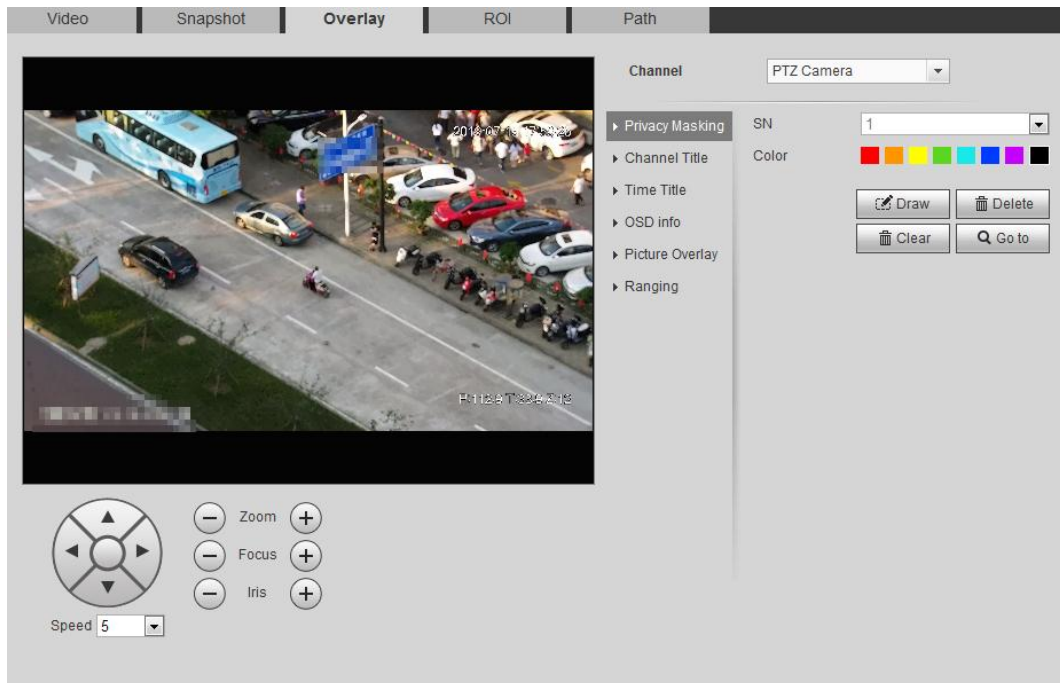 Video Snapshot Overlay ROI Path
Channel PTZ Camera
Privacy Masking
Channel Title
Time Title
OSD info
Picture Overlay
Ranging
SN 1
Color
Draw Delete
Clear Go to
Zoom
Focus
Iris
Speed 5